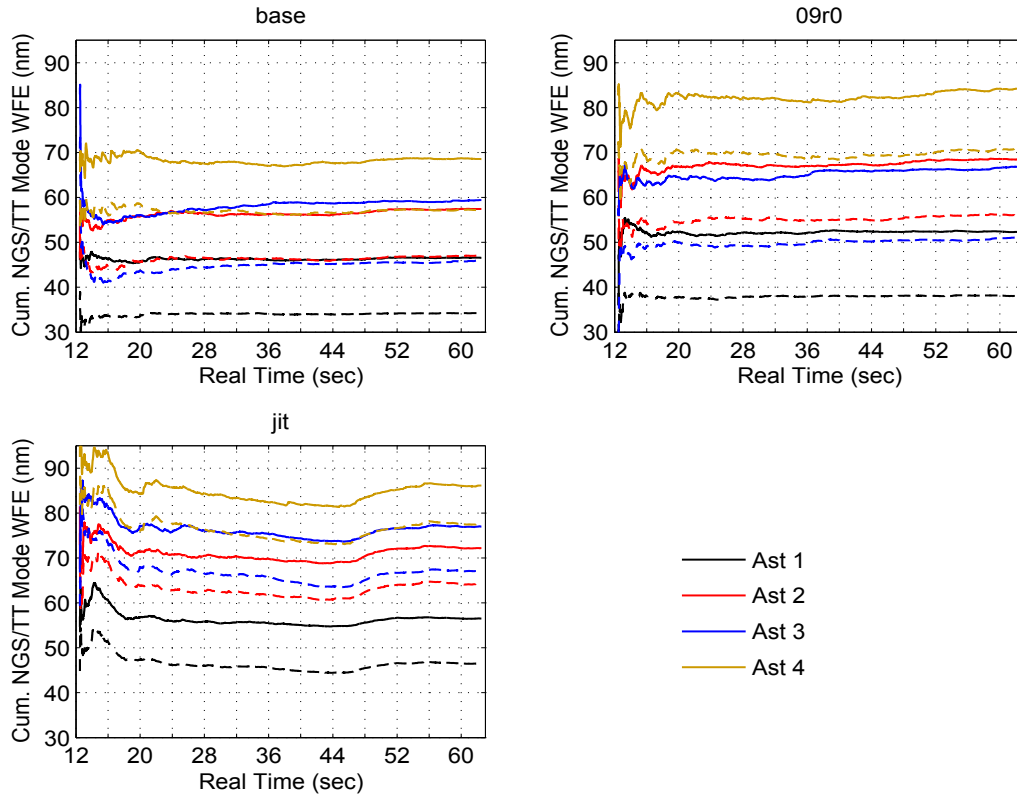 base
Cum. NGS/TT Mode WFE (nm)
90
80
70
60
50
40
30
12 20 28 36 44 52 60
Real Time (sec)
09r0
Cum. NGS/TT Mode WFE (nm)
90
80
70
60
50
40
30
12 20 28 36 44 52 60
Real Time (sec)
jit
Cum. NGS/TT Mode WFE (nm)
90
80
70
60
50
40
30
12 20 28 36 44 52 60
Real Time (sec)
Ast 1
Ast 2
Ast 3
Ast 4